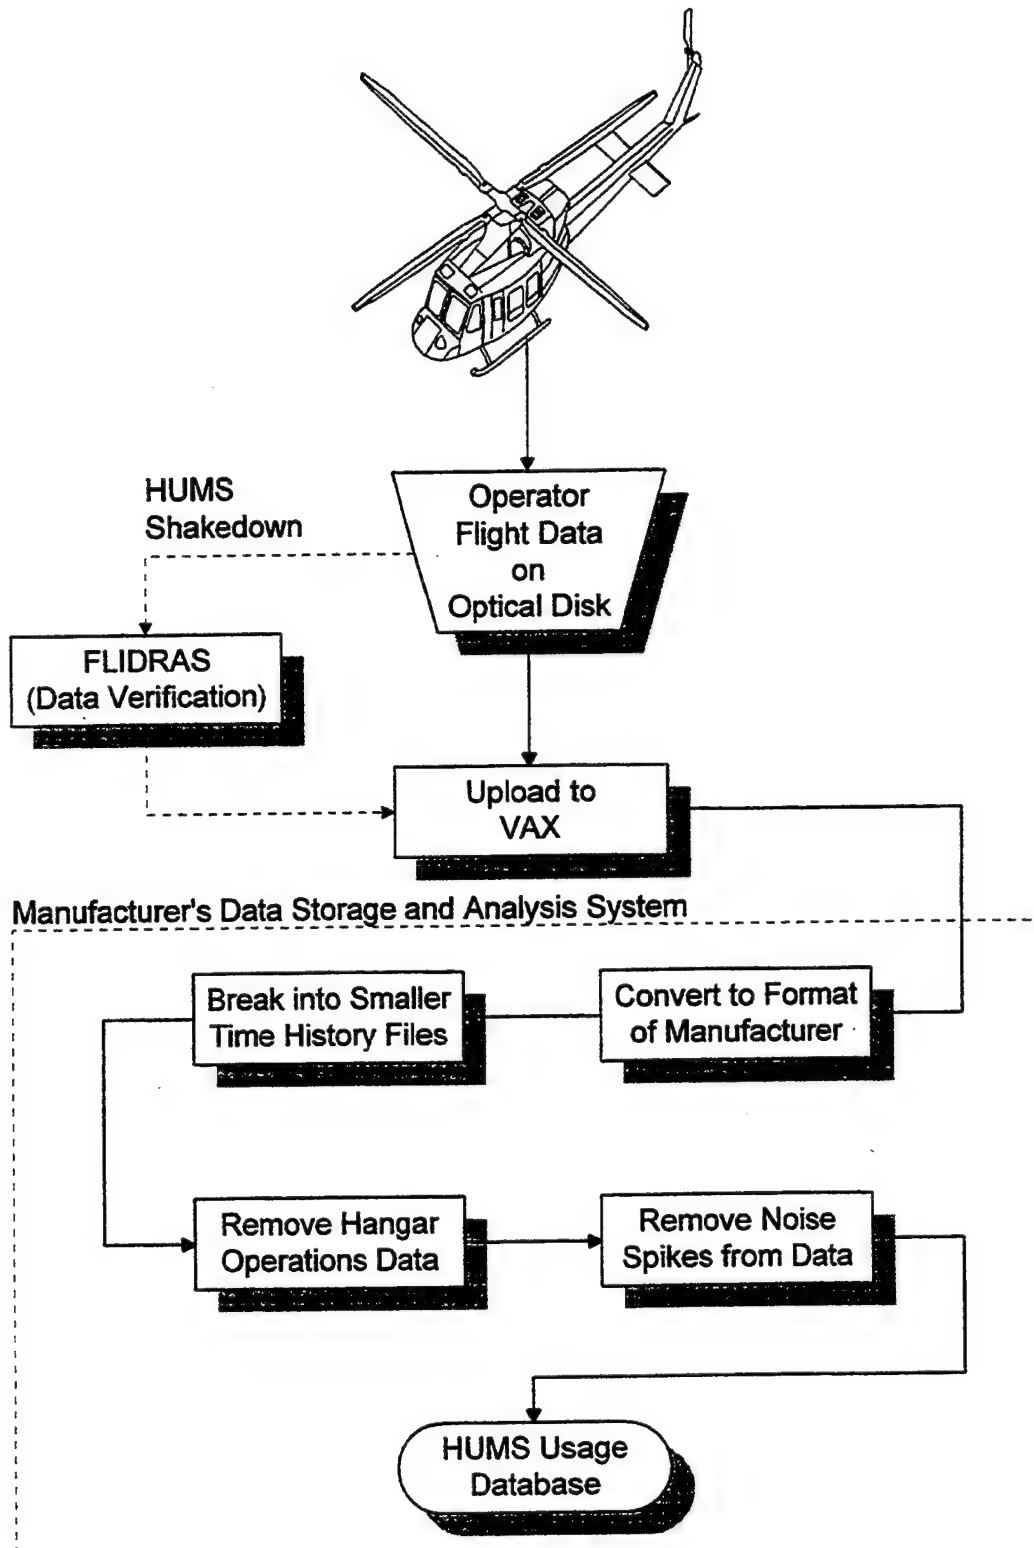 HUMS
Shakedown
Operator
Flight Data
on
Optical Disk
FLIDRAS
(Data Verification)
Upload to
VAX
Manufacturer's Data Storage and Analysis System
Break into Smaller
Time History Files
Convert to Format
of Manufacturer
Remove Hangar
Operations Data
Remove Noise
Spikes from Data
HUMS Usage
Database